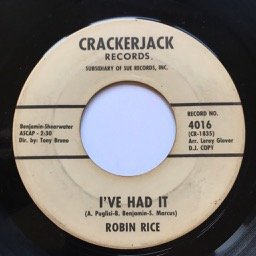 CRACKERJACK
RECORDS
SUBSIDIARY OF SUE RECORDS, INC.
Benjamin-Shearwater
ASCAP - 2:30
Dir. by: Tony Bruno
RECORD NO.
4016
(CR-1835)
Arr. Leroy Glover
D.J. COPY
I'VE HAD IT
(A. Puglisi-B. Benjamin-S. Marcus)
ROBIN RICE